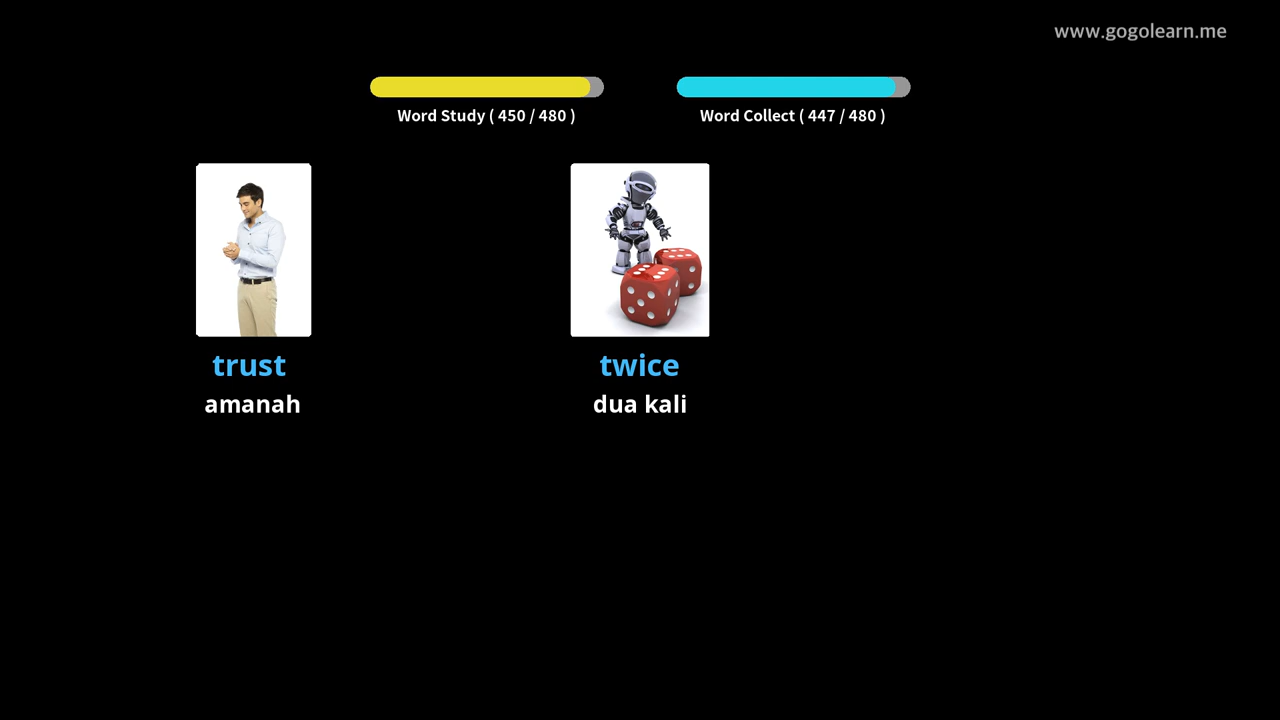 www.gogolearn.me
Word Study ( 450 / 480 )
Word Collect ( 447 / 480 )
trust
amanah
twice
dua kali